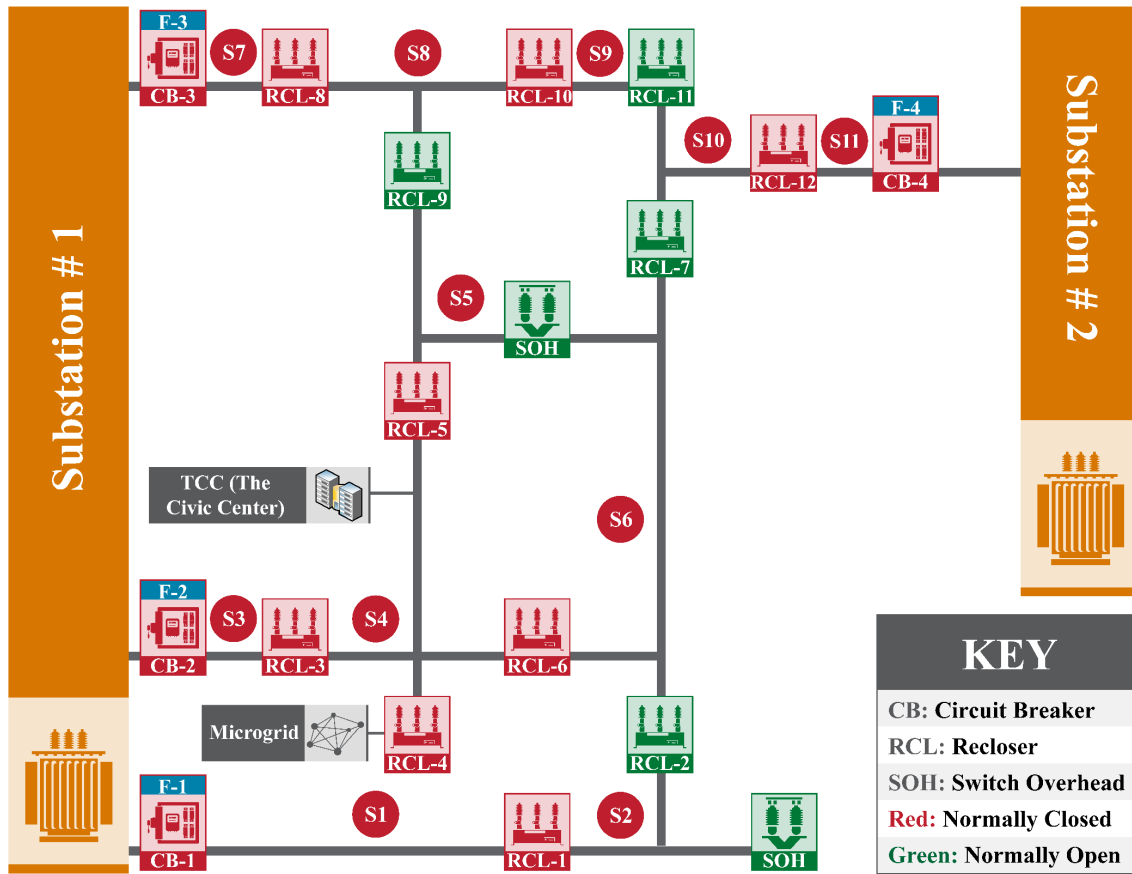 F-3
CB-3
S7
RCL-8
S8
RCL-10
S9
RCL-11
Substation # 1
Substation # 2
RCL-9
S10
RCL-12
S11
F-4
CB-4
RCL-7
S5
SOH
RCL-5
TCC (The
Civic Center)
S6
F-2
CB-2
S3
RCL-3
S4
RCL-6
Microgrid
RCL-4
RCL-2
F-1
CB-1
S1
RCL-1
S2
SOH
KEY
CB: Circuit Breaker
RCL: Recloser
SOH: Switch Overhead
Red: Normally Closed
Green: Normally Open